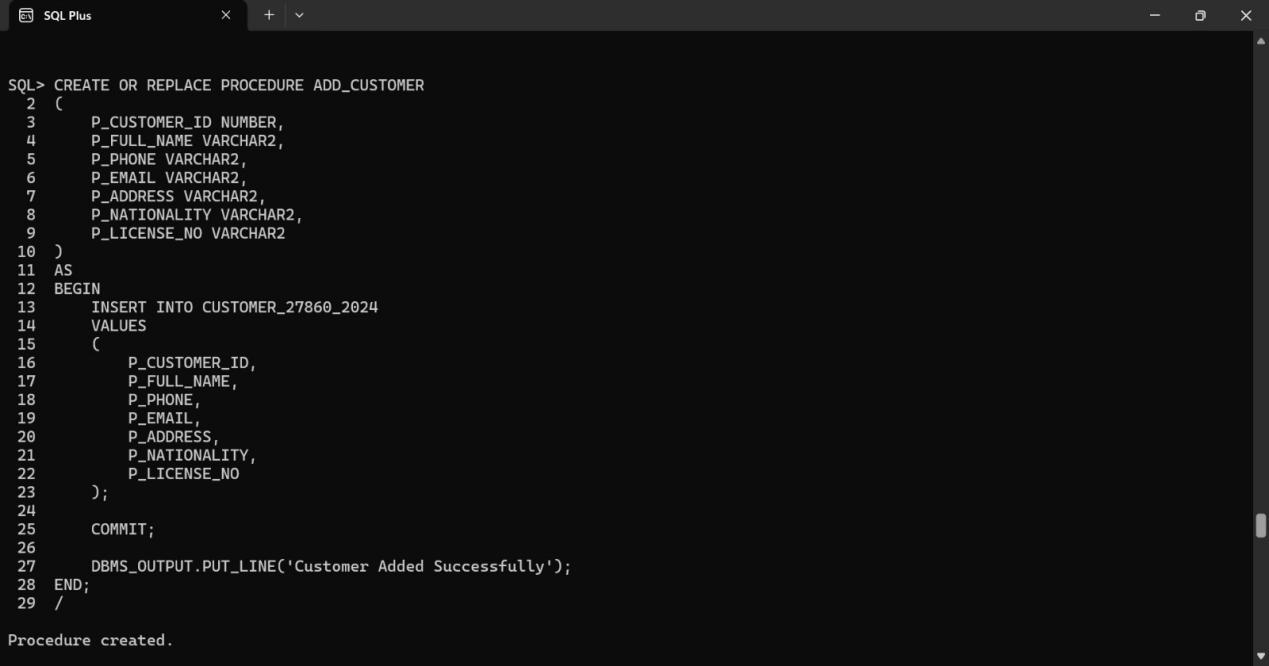 SQL Plus
SQL> CREATE OR REPLACE PROCEDURE ADD_CUSTOMER
  2  (
  3      P_CUSTOMER_ID NUMBER,
  4      P_FULL_NAME VARCHAR2,
  5      P_PHONE VARCHAR2,
  6      P_EMAIL VARCHAR2,
  7      P_ADDRESS VARCHAR2,
  8      P_NATIONALITY VARCHAR2,
  9      P_LICENSE_NO VARCHAR2
 10  )
 11  AS
 12  BEGIN
 13      INSERT INTO CUSTOMER_27860_2024
 14      VALUES
 15      (
 16          P_CUSTOMER_ID,
 17          P_FULL_NAME,
 18          P_PHONE,
 19          P_EMAIL,
 20          P_ADDRESS,
 21          P_NATIONALITY,
 22          P_LICENSE_NO
 23      );
 24
 25      COMMIT;
 26
 27      DBMS_OUTPUT.PUT_LINE('Customer Added Successfully');
 28  END;
 29  /
Procedure created.